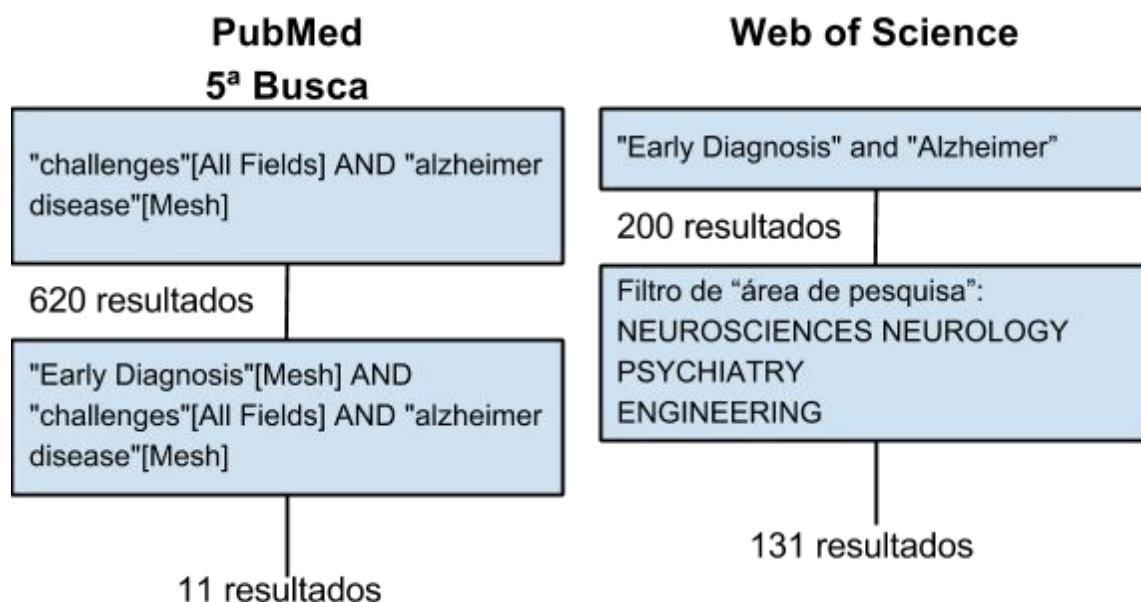 PubMed
5ª Busca
"challenges"[All Fields] AND "alzheimer
disease"[Mesh]
620 resultados
"Early Diagnosis"[Mesh] AND
"challenges"[All Fields] AND "alzheimer
disease"[Mesh]
11 resultados
Web of Science
"Early Diagnosis" and "Alzheimer”
200 resultados
Filtro de “área de pesquisa”:
NEUROSCIENCES NEUROLOGY
PSYCHIATRY
ENGINEERING
131 resultados